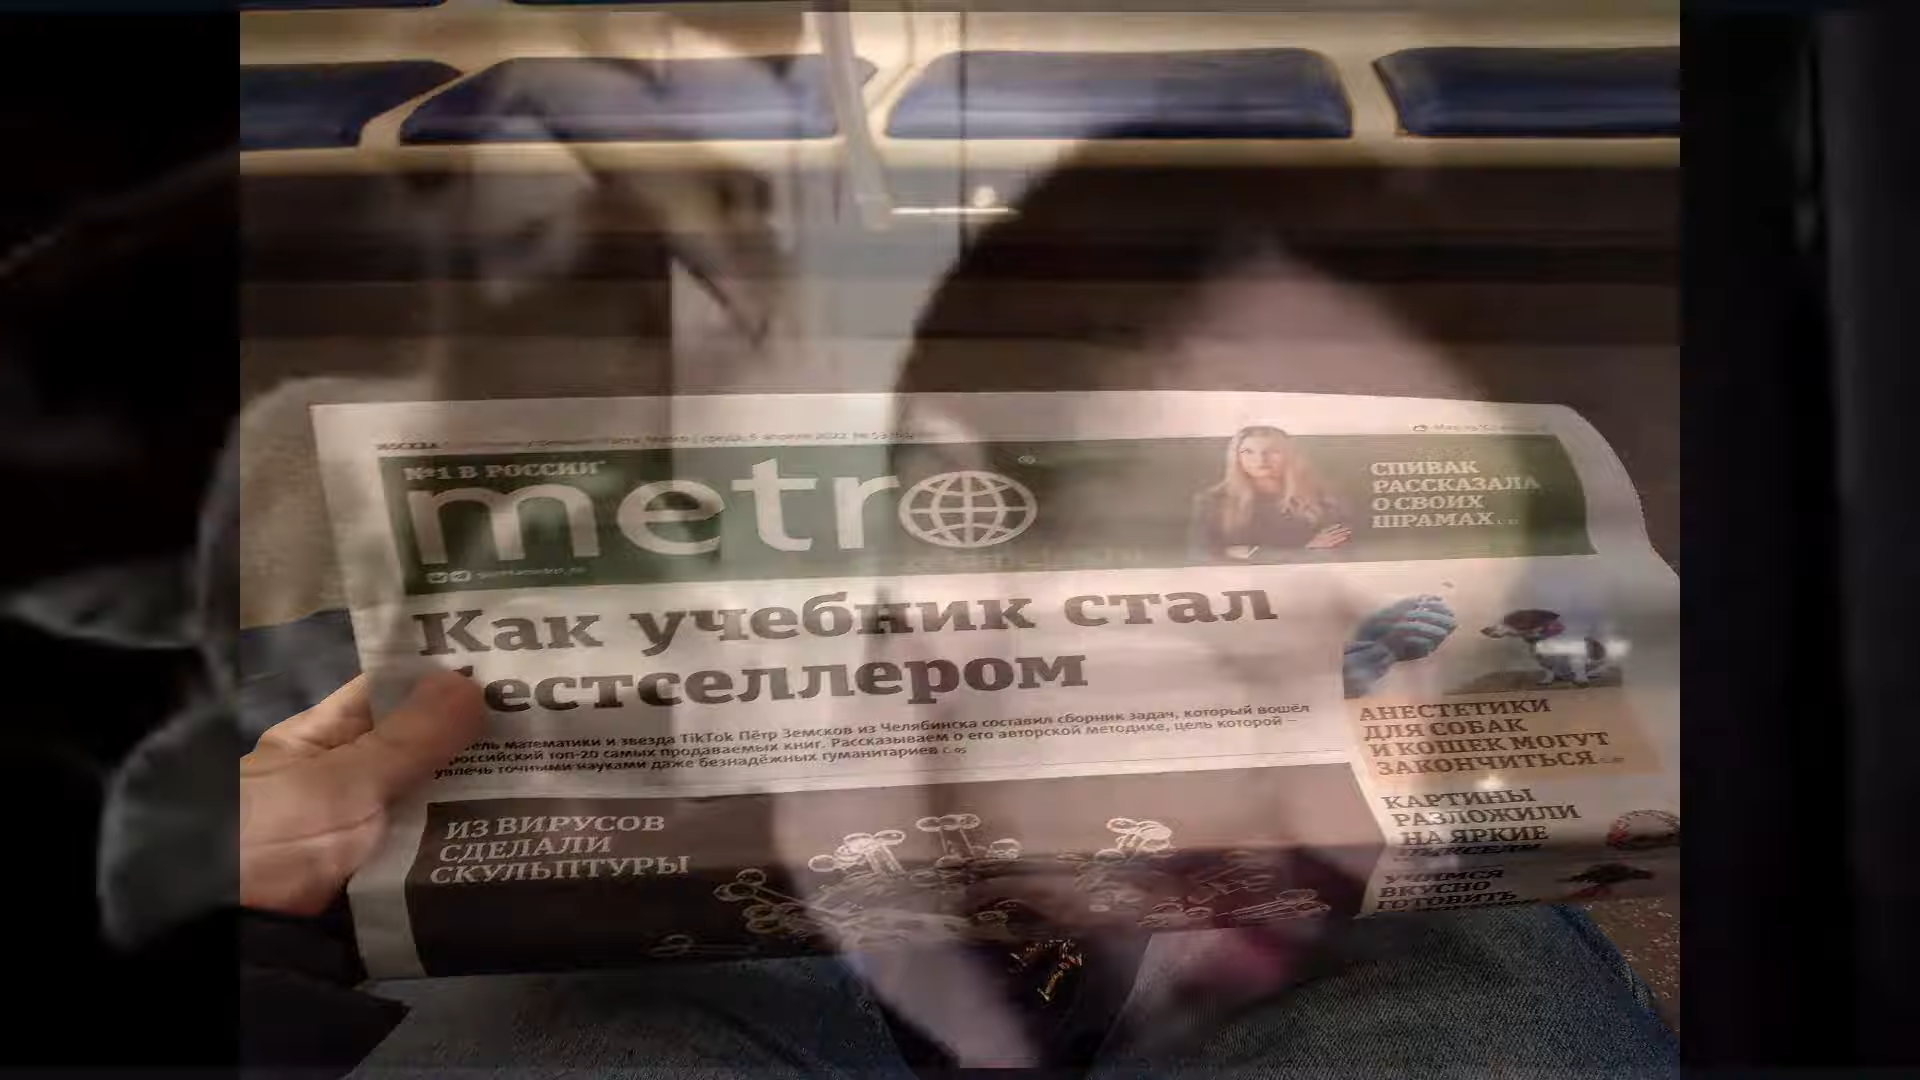 МОСКВА
№1 В РОССИИ
metro
СПИВАК
РАССКАЗАЛА
О СВОИХ
ШРАМАХ
Как учебник стал
естселлером
математики и звезда TikTok Пётр Земсков из Челябинска составил сборник задач, который вошёл
российский топ-20 самых продаваемых книг. Рассказываем о его авторской методике, цель которой –
увлечь точными науками даже безнадёжных гуманитариев
АНЕСТЕТИКИ
ДЛЯ СОБАК
И КОШЕК МОГУТ
ЗАКОНЧИТЬСЯ
ИЗ ВИРУСОВ
СДЕЛАЛИ
СКУЛЬПТУРЫ
КАРТИНЫ
РАЗЛОЖИЛИ
НА ЯРКИЕ
УЧИМСЯ
ВКУСНО
ГОТОВИТЬ